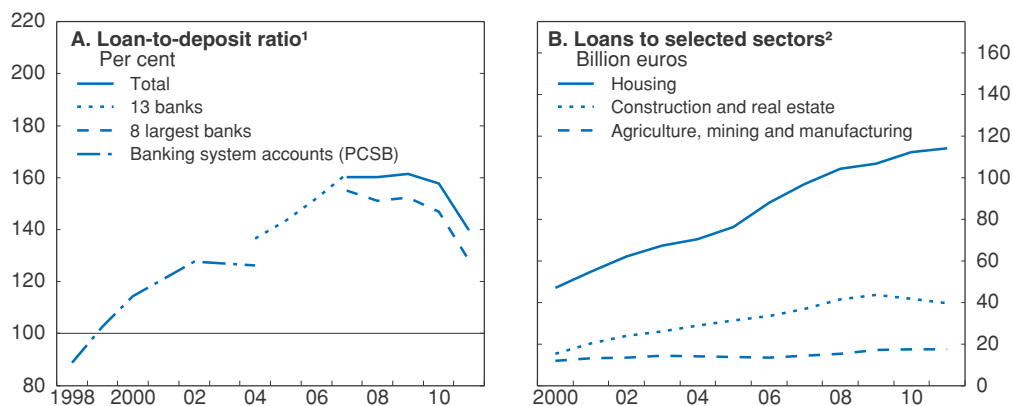 A. Loan-to-deposit ratio¹
Per cent
Total
13 banks
8 largest banks
Banking system accounts (PCSB)
220
200
180
160
140
120
100
80
1998 2000 02 04 06 08 10
B. Loans to selected sectors²
Billion euros
Housing
Construction and real estate
Agriculture, mining and manufacturing
160
140
120
100
80
60
40
20
0
2000 02 04 06 08 10